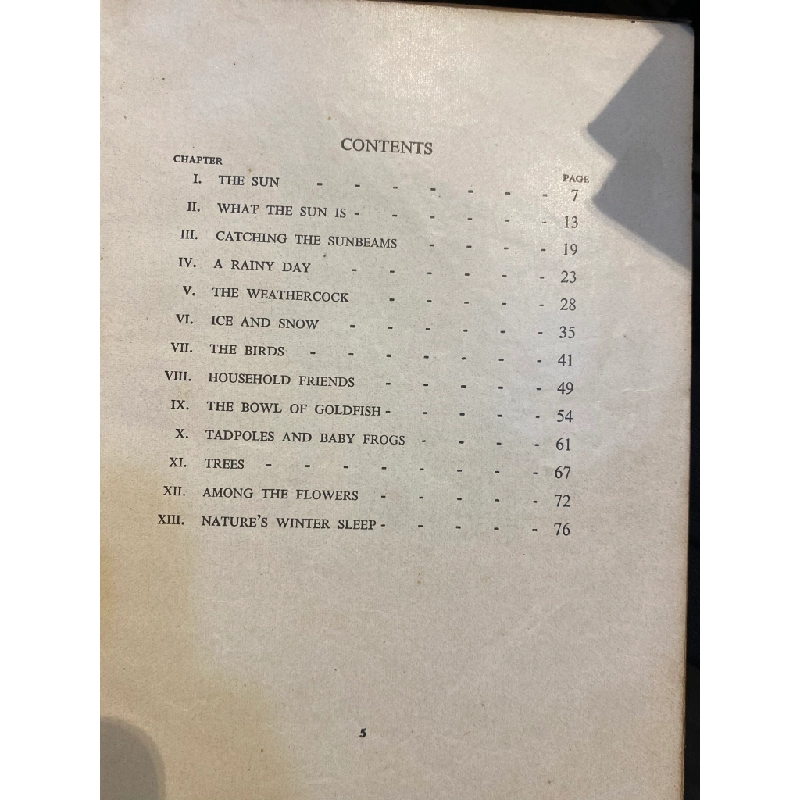 CONTENTS
CHAPTER PAGE
I. THE SUN - - - - - - - 7
II. WHAT THE SUN IS - - - - - - 13
III. CATCHING THE SUNBEAMS - - - - 19
IV. A RAINY DAY - - - - - - 23
V. THE WEATHERCOCK - - - - - 28
VI. ICE AND SNOW - - - - - - 35
VII. THE BIRDS - - - - - - - 41
VIII. HOUSEHOLD FRIENDS - - - - - 49
IX. THE BOWL OF GOLDFISH - - - - - 54
X. TADPOLES AND BABY FROGS - - - - 61
XI. TREES - - - - - - - - 67
XII. AMONG THE FLOWERS - - - - - 72
XIII. NATURE'S WINTER SLEEP - - - - - 76
5